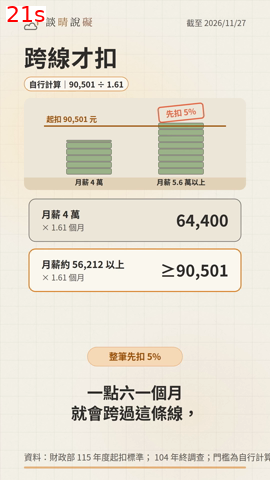 21s
談晴說礙
截至 2026/11/27
跨線才扣
自行計算｜90,501 ÷ 1.61
起扣 90,501 元
先扣 5%
月薪 4 萬
月薪 5.6 萬以上
月薪 4 萬
× 1.61 個月
64,400
月薪約 56,212 以上
× 1.61 個月
≥90,501
整筆先扣 5%
一點六一個月
就會跨過這條線，
資料：財政部 115 年度起扣標準； 104 年終調查；門檻為自行計算